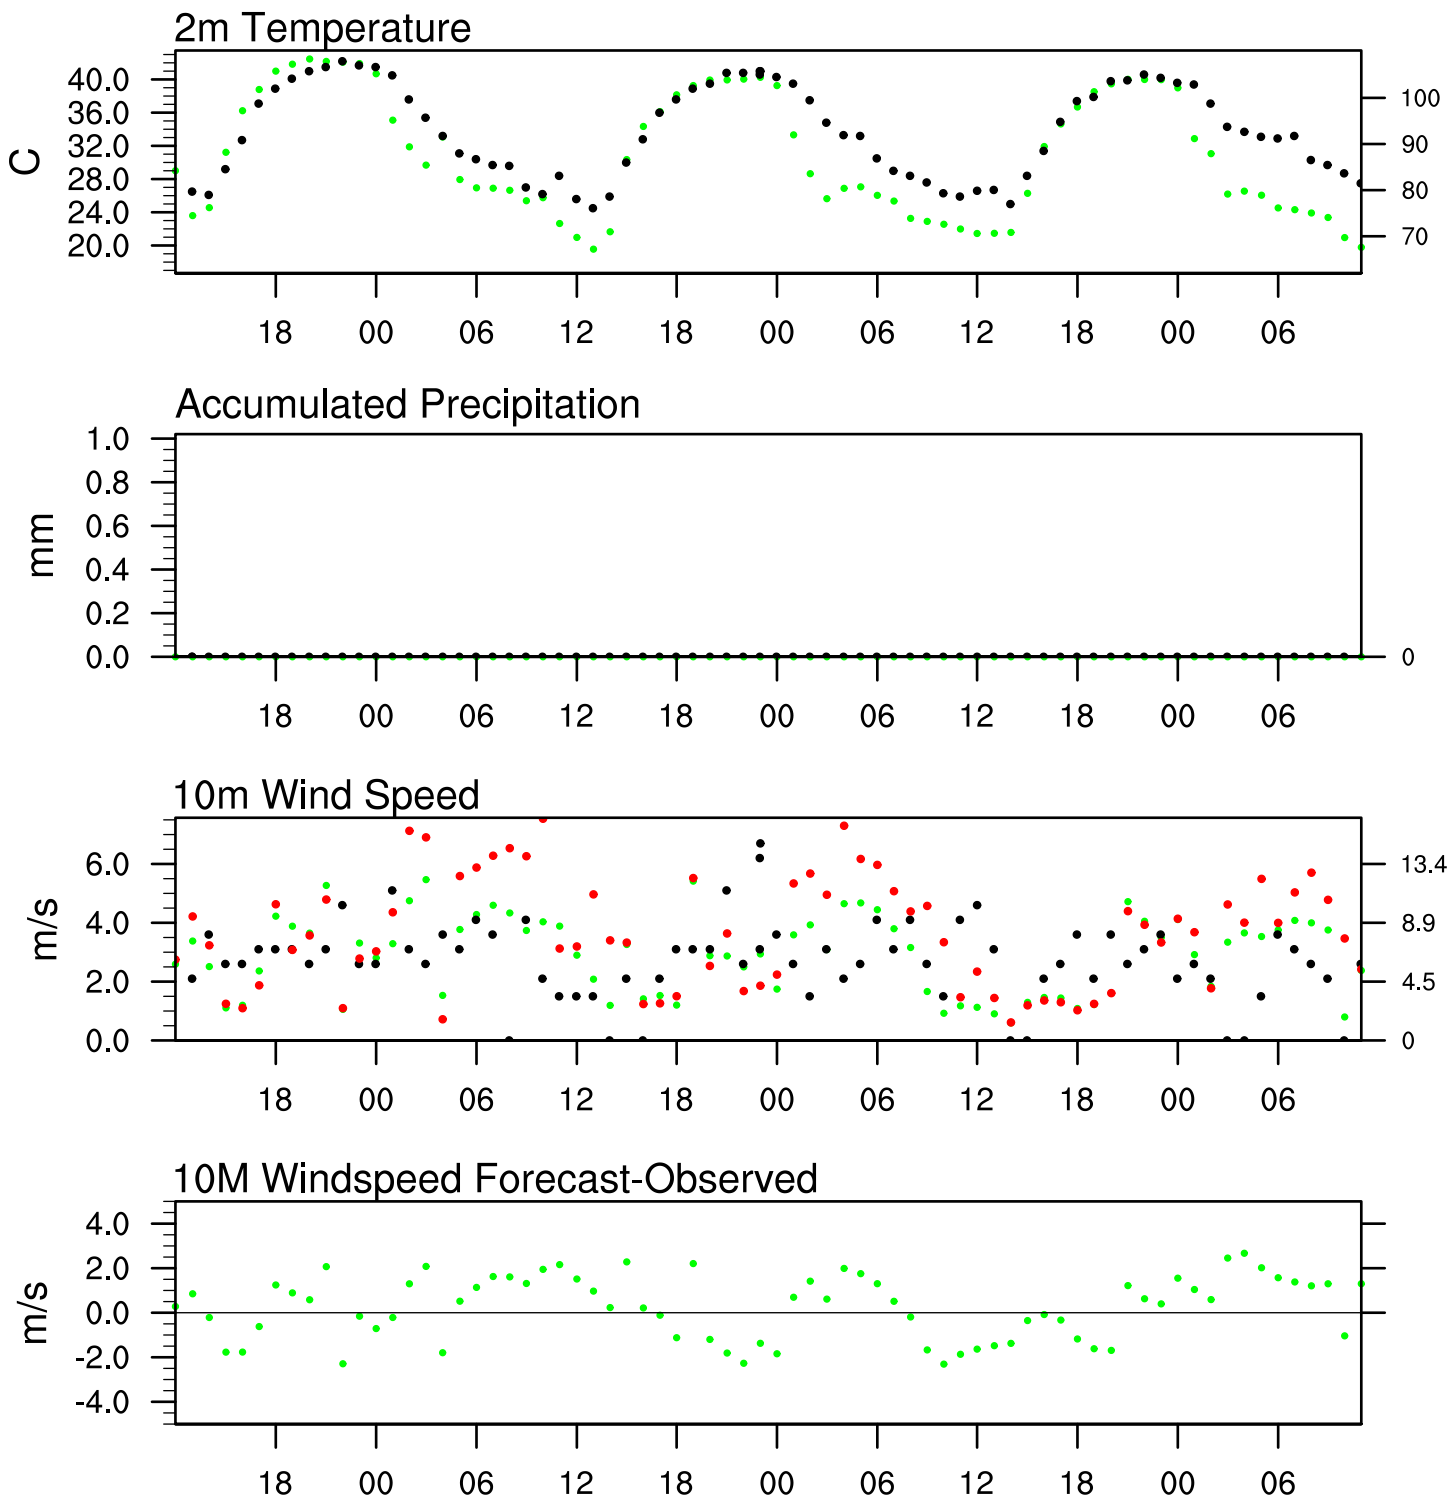 2m Temperature
40.0
36.0
32.0
28.0
24.0
20.0
C
100
90
80
70
18 00 06 12 18 00 06 12 18 00 06
Accumulated Precipitation
1.0
0.8
0.6
0.4
0.2
0.0
mm
0
18 00 06 12 18 00 06 12 18 00 06
10m Wind Speed
6.0
4.0
2.0
0.0
m/s
13.4
8.9
4.5
0
18 00 06 12 18 00 06 12 18 00 06
10M Windspeed Forecast-Observed
4.0
2.0
0.0
-2.0
-4.0
m/s
18 00 06 12 18 00 06 12 18 00 06